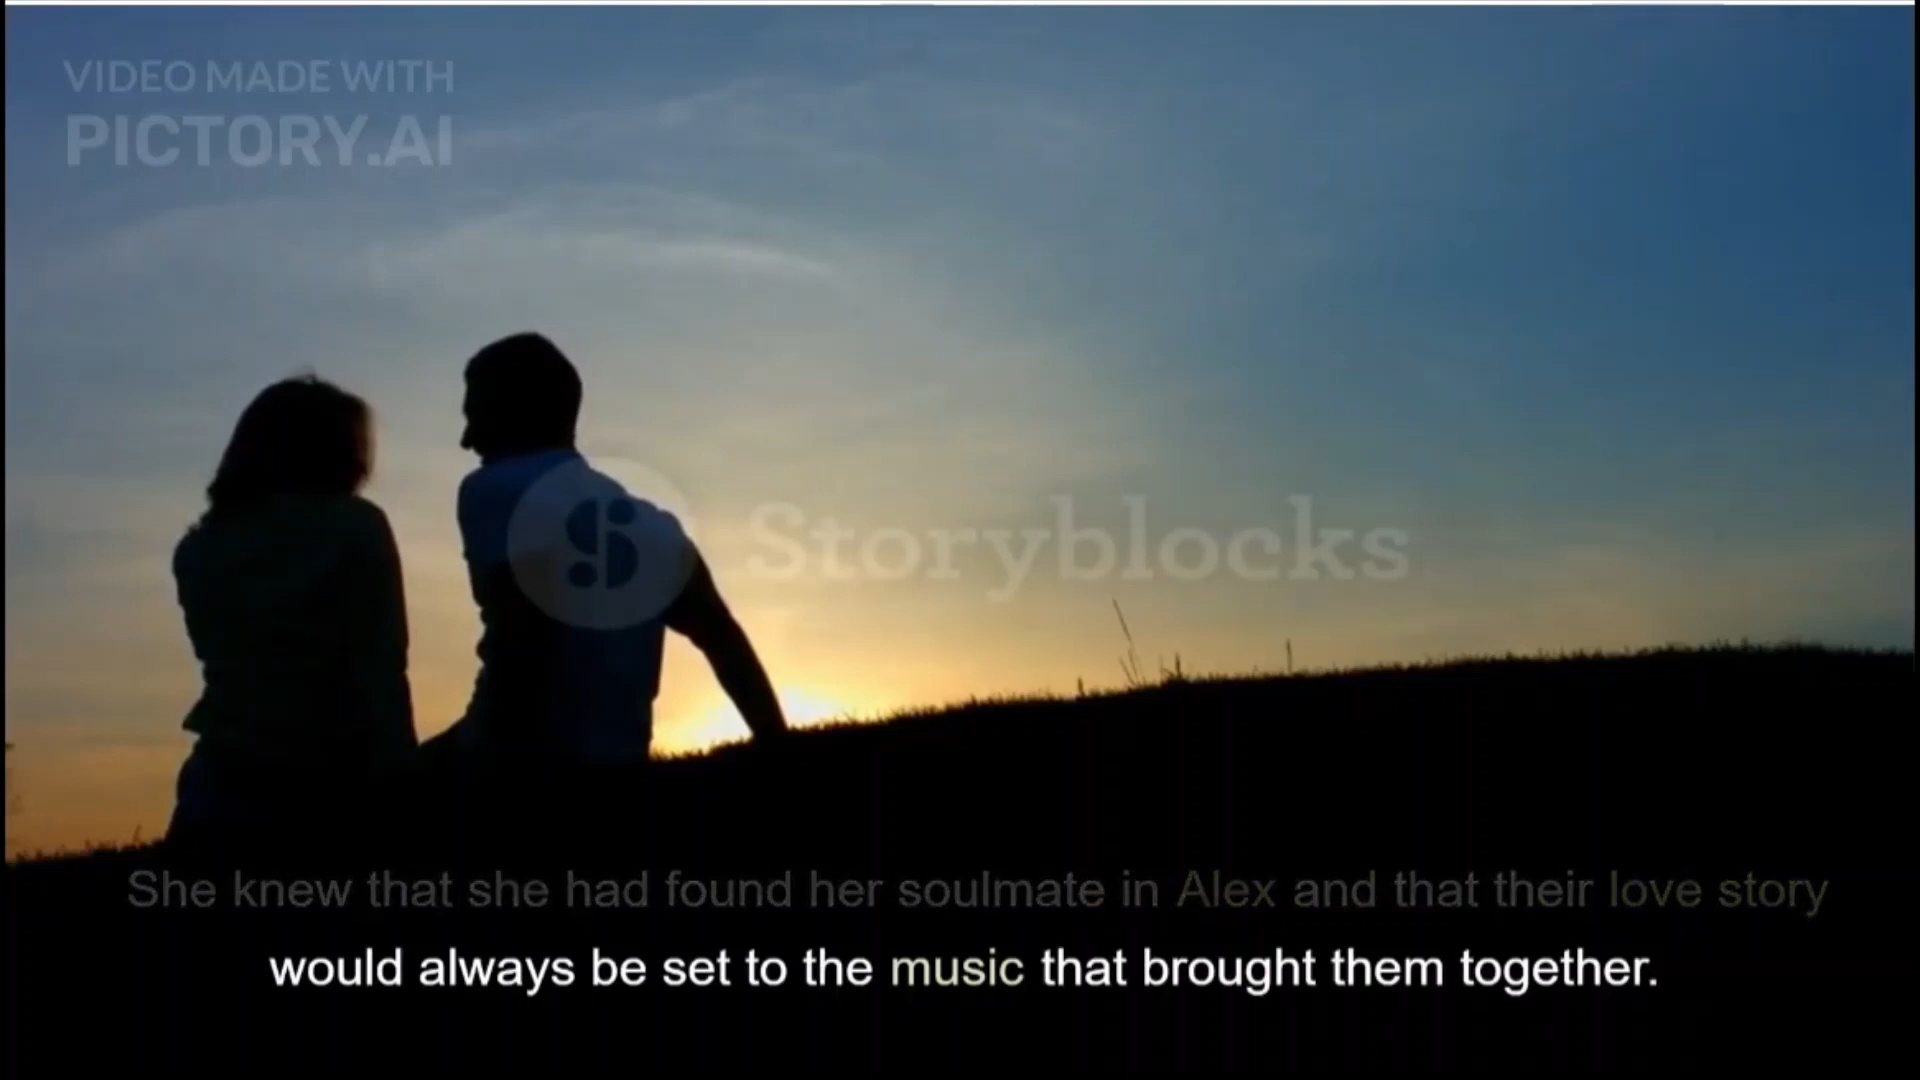 VIDEO MADE WITH
PICTORY.AI
Storyblocks
She knew that she had found her soulmate in Alex and that their love story
would always be set to the music that brought them together.